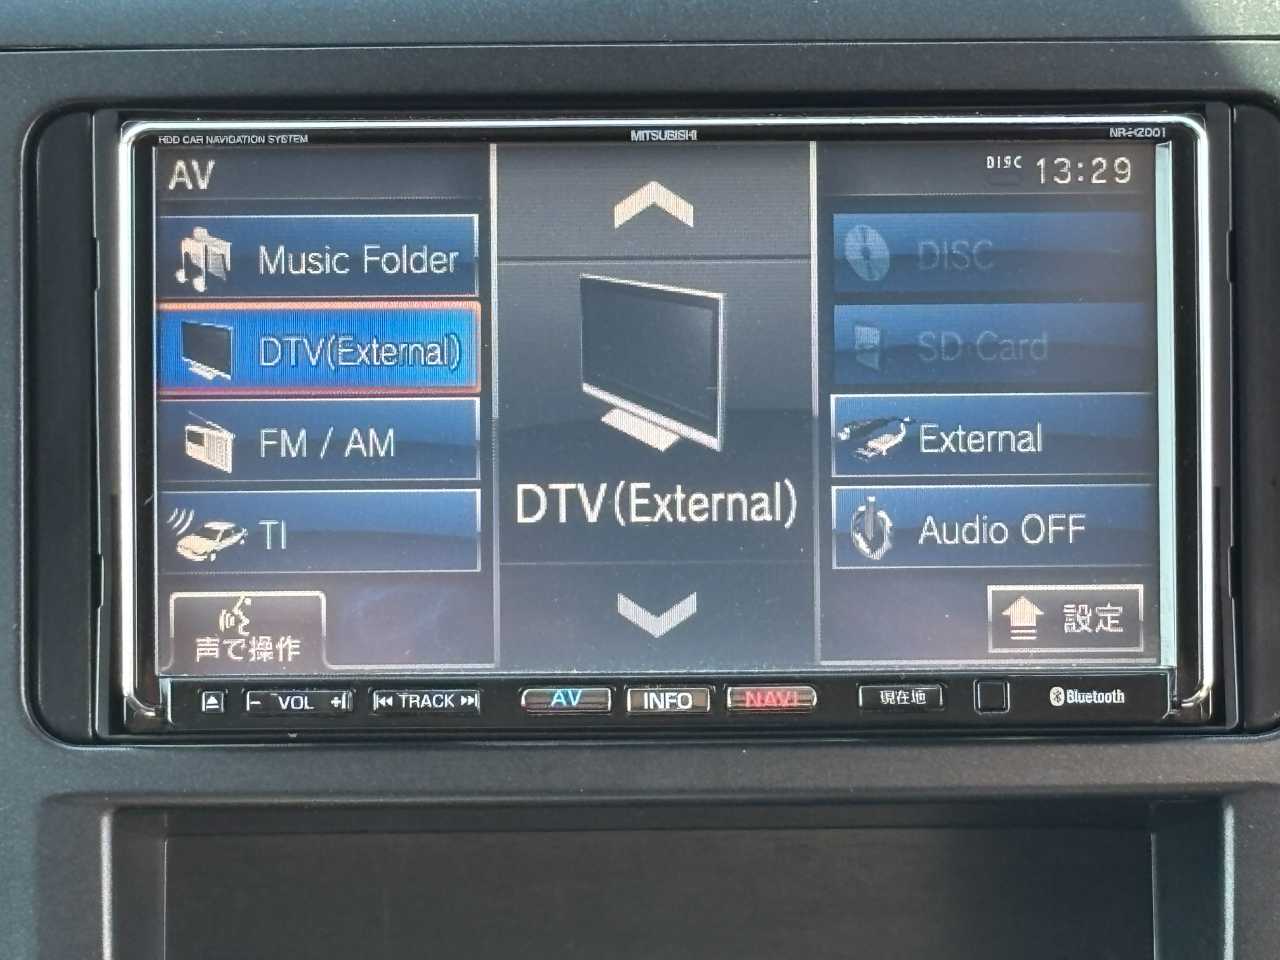 HDD CAR NAVIGATION SYSTEM
MITSUBISHI
NR-HZ001
AV
DISC 13:29
Music Folder
DTV(External)
FM / AM
TI
声で操作
DTV(External)
DISC
SD Card
External
Audio OFF
設定
− VOL +
TRACK
AV
INFO
NAVI
現在地
Bluetooth